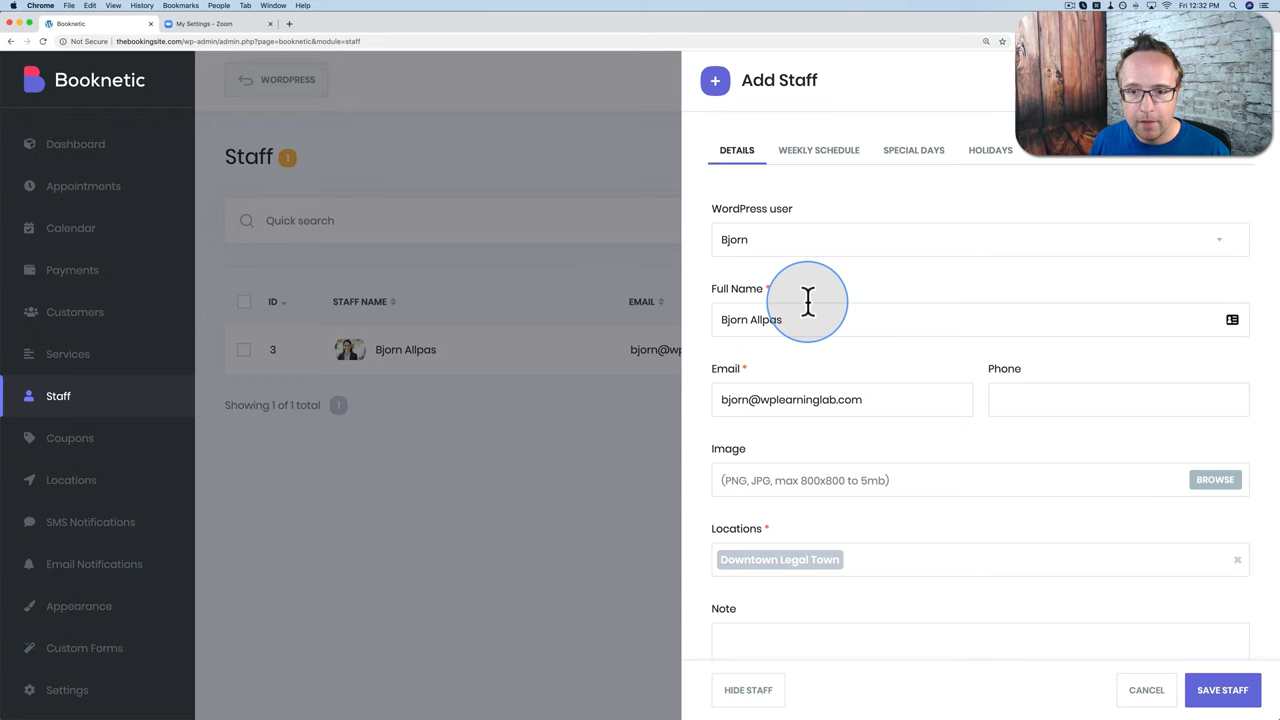 Chrome File Edit View History Bookmarks People Tab Window Help
Fri 12:32 PM
Booknetic
My Settings - Zoom
Not Secure thebookingsite.com/wp-admin/admin.php?page=booknetic&module=staff
Booknetic
WORDPRESS
Add Staff
DETAILS WEEKLY SCHEDULE SPECIAL DAYS HOLIDAYS
Dashboard
Appointments
Calendar
Payments
Customers
Services
Staff
Coupons
Locations
SMS Notifications
Email Notifications
Appearance
Custom Forms
Settings
Staff 1
Quick search
ID STAFF NAME EMAIL
3 Bjorn Allpas bjorn@wp
Showing 1 of 1 total 1
WordPress user
Bjorn
Full Name *
Bjorn Allpas
Email * Phone
bjorn@wplearninglab.com
Image
(PNG, JPG, max 800x800 to 5mb) BROWSE
Locations *
Downtown Legal Town
Note
HIDE STAFF CANCEL SAVE STAFF